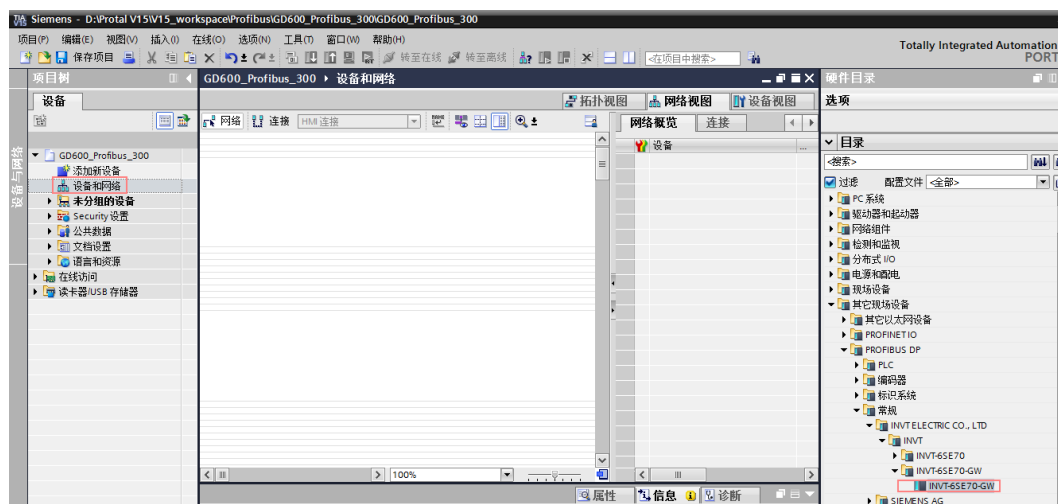 Siemens - D:\Protal V15\V15_workspace\Profibus\GD600_Profibus_300\GD600_Profibus_300
项目(P) 编辑(E) 视图(V) 插入(I) 在线(O) 选项(N) 工具(T) 窗口(W) 帮助(H)
Totally Integrated Automation
PORT
保存项目 转至在线 转至离线 <在项目中搜索>
项目树
设备
GD600_Profibus_300
添加新设备
设备和网络
未分组的设备
Security 设置
公共数据
文档设置
语言和资源
在线访问
读卡器/USB 存储器
设备与网络
GD600_Profibus_300 设备和网络
拓扑视图 网络视图 设备视图
网络 连接 HMI 连接
网络概览 连接
设备 ...
100%
属性 信息 诊断
硬件目录
选项
目录
<搜索>
过滤 配置文件 <全部>
PC 系统
驱动器和起动器
网络组件
检测和监视
分布式 I/O
电源和配电
现场设备
其它现场设备
其它以太网设备
PROFINET IO
PROFIBUS DP
PLC
编码器
标识系统
常规
INVT ELECTRIC CO., LTD
INVT
INVT-6SE70
INVT-6SE70-GW
INVT-6SE70-GW
SIEMENS AG